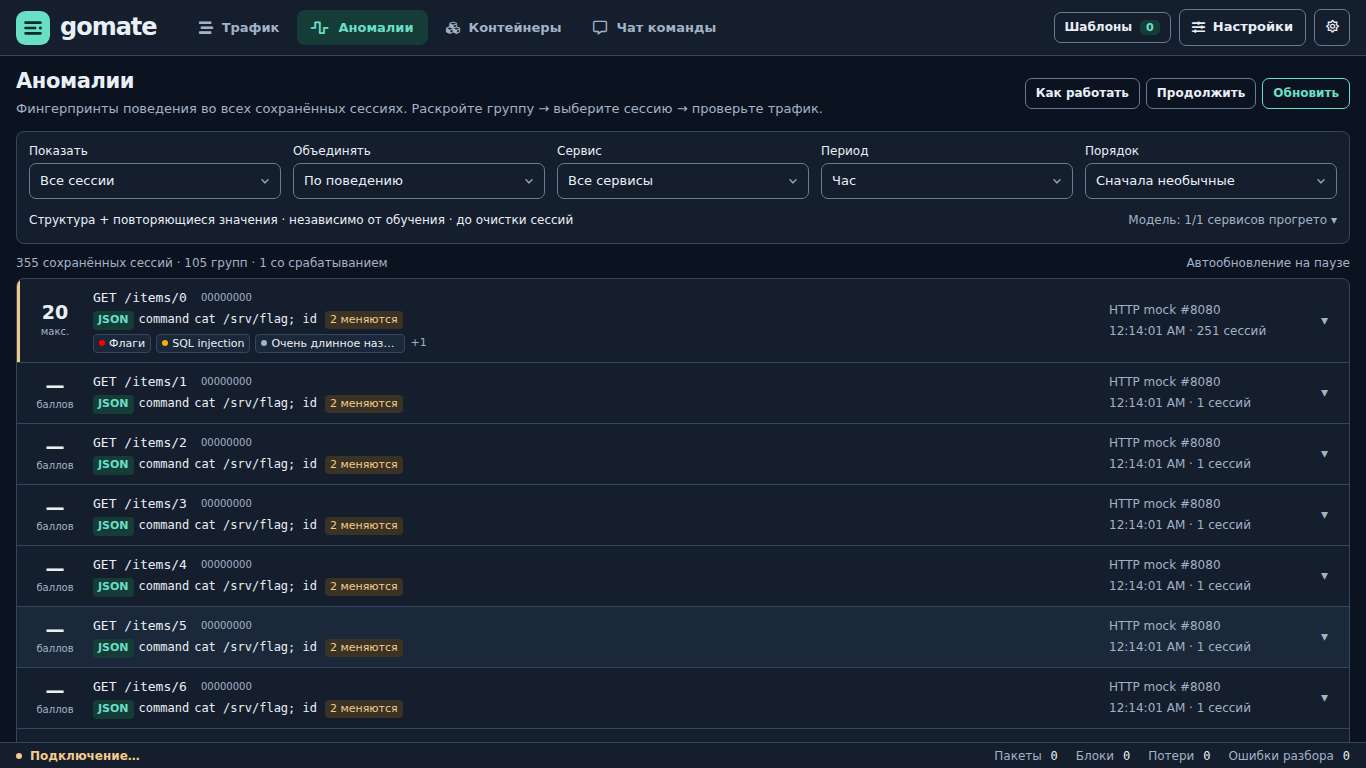 gomate Трафик Аномалии Контейнеры Чат команды Шаблоны 0 Настройки
Аномалии
Фингерпринты поведения во всех сохранённых сессиях. Раскройте группу → выберите сессию → проверьте трафик.
Как работать Продолжить Обновить
Показать Объединять Сервис Период Порядок
Все сессии По поведению Все сервисы Час Сначала необычные
Структура + повторяющиеся значения · независимо от обучения · до очистки сессий Модель: 1/1 сервисов прогрето ▾
355 сохранённых сессий · 105 групп · 1 со срабатыванием Автообновление на паузе
20 макс.
GET /items/0 00000000
JSON command cat /srv/flag; id 2 меняются
Флаги SQL injection Очень длинное наз… +1
HTTP mock #8080
12:14:01 AM · 251 сессий ▾
— баллов
GET /items/1 00000000
JSON command cat /srv/flag; id 2 меняются
HTTP mock #8080
12:14:01 AM · 1 сессий ▾
— баллов
GET /items/2 00000000
JSON command cat /srv/flag; id 2 меняются
HTTP mock #8080
12:14:01 AM · 1 сессий ▾
— баллов
GET /items/3 00000000
JSON command cat /srv/flag; id 2 меняются
HTTP mock #8080
12:14:01 AM · 1 сессий ▾
— баллов
GET /items/4 00000000
JSON command cat /srv/flag; id 2 меняются
HTTP mock #8080
12:14:01 AM · 1 сессий ▾
— баллов
GET /items/5 00000000
JSON command cat /srv/flag; id 2 меняются
HTTP mock #8080
12:14:01 AM · 1 сессий ▾
— баллов
GET /items/6 00000000
JSON command cat /srv/flag; id 2 меняются
HTTP mock #8080
12:14:01 AM · 1 сессий ▾
Подключение… Пакеты 0 Блоки 0 Потери 0 Ошибки разбора 0